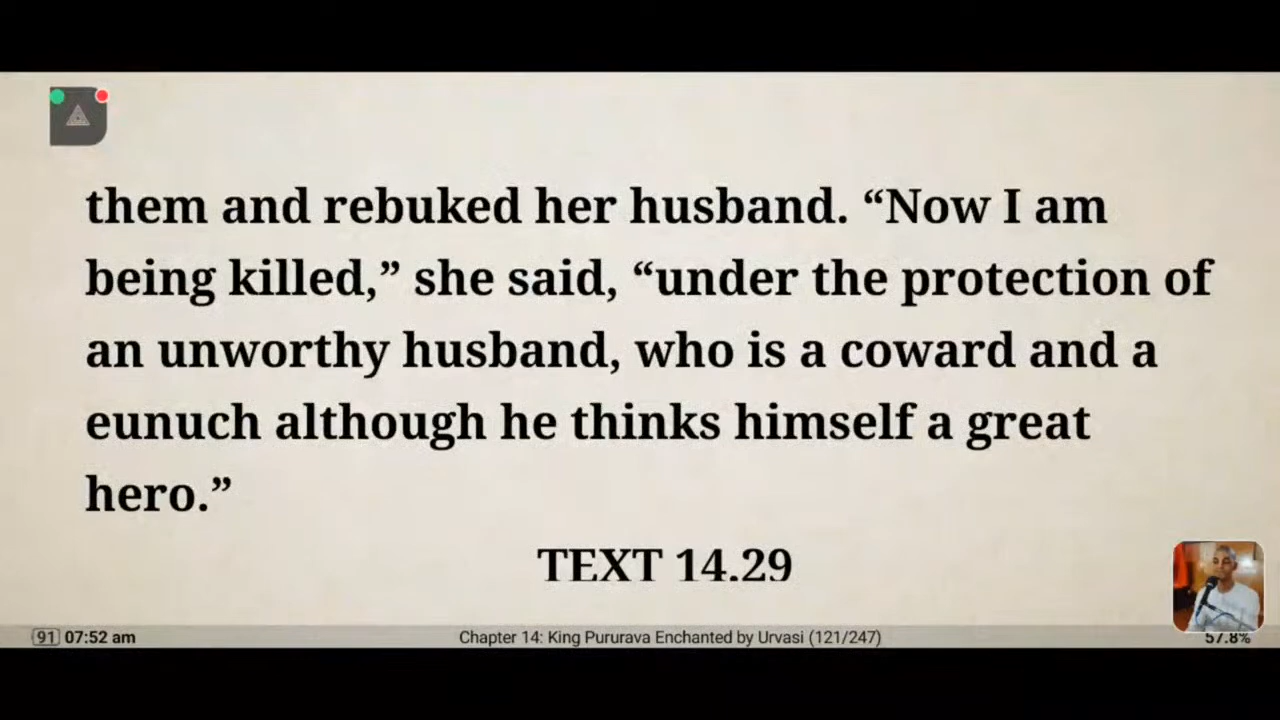 them and rebuked her husband. “Now I am
being killed,” she said, “under the protection of
an unworthy husband, who is a coward and a
eunuch although he thinks himself a great
hero.”
TEXT 14.29
91 07:52 am
Chapter 14: King Pururava Enchanted by Urvasi (121/247)
57.8%